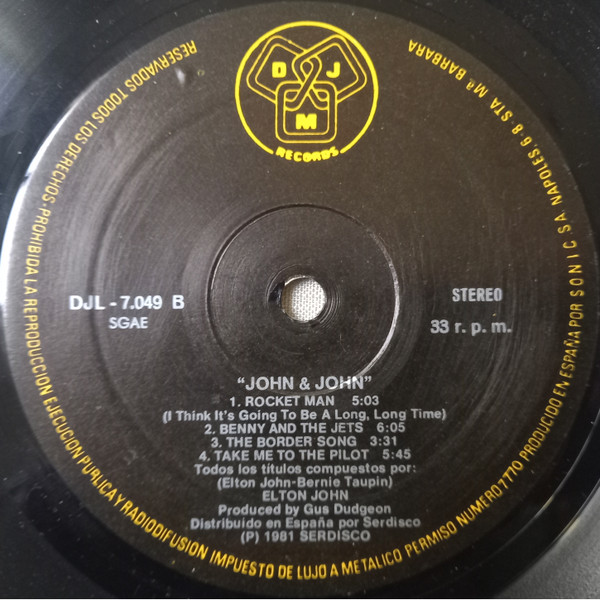 D J
M
RECORDS
DJL - 7.049 B
SGAE
STEREO
33 r. p. m.
"JOHN & JOHN"
1. ROCKET MAN 5:03
(I Think It's Going To Be A Long, Long Time)
2. BENNY AND THE JETS 6:05
3. THE BORDER SONG 3:31
4. TAKE ME TO THE PILOT 5:45
Todos los títulos compuestos por:
(Elton John-Bernie Taupin)
ELTON JOHN
Produced by Gus Dudgeon
Distribuido en España por Serdisco
(P) 1981 SERDISCO
RESERVADOS TODOS LOS DERECHOS - PROHIBIDA LA REPRODUCCION EJECUCION PUBLICA Y RADIODIFUSION IMPUESTO DE LUJO A METALICO PERMISO NUMERO 7770 PRODUCIDO EN ESPAÑA POR SONIC S A NAPOLES, 6-8 STA Mª BARBARA